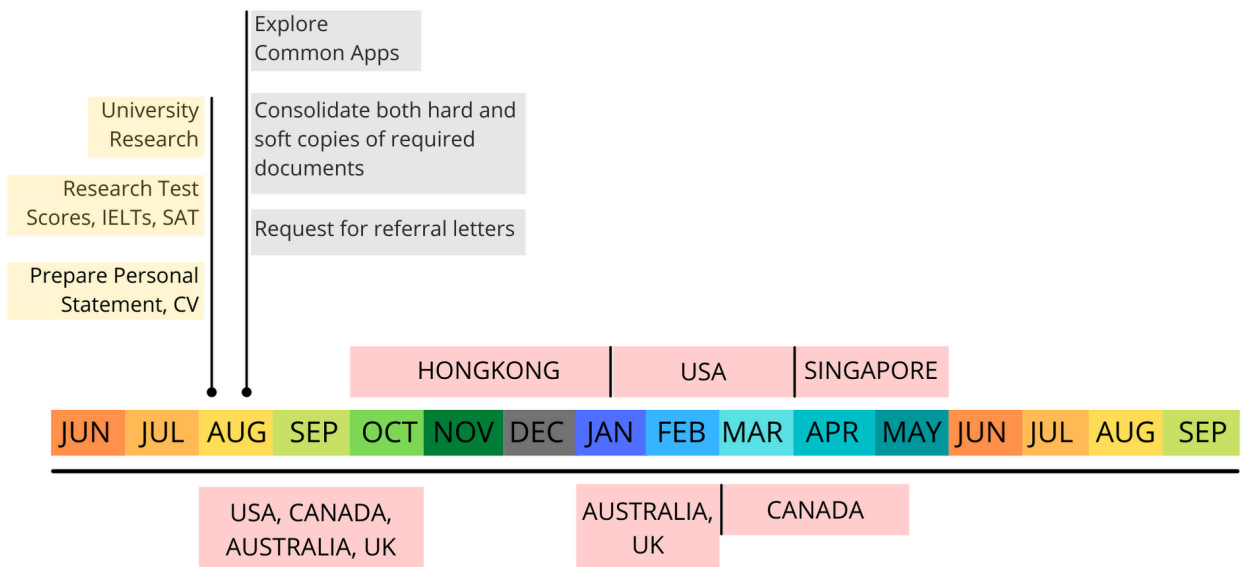 Explore
Common Apps
University
Research
Consolidate both hard and
soft copies of required
documents
Research Test
Scores, IELTs, SAT
Request for referral letters
Prepare Personal
Statement, CV
HONGKONG
USA
SINGAPORE
JUN JUL AUG SEP OCT NOV DEC JAN FEB MAR APR MAY JUN JUL AUG SEP
USA, CANADA,
AUSTRALIA, UK
AUSTRALIA,
UK
CANADA